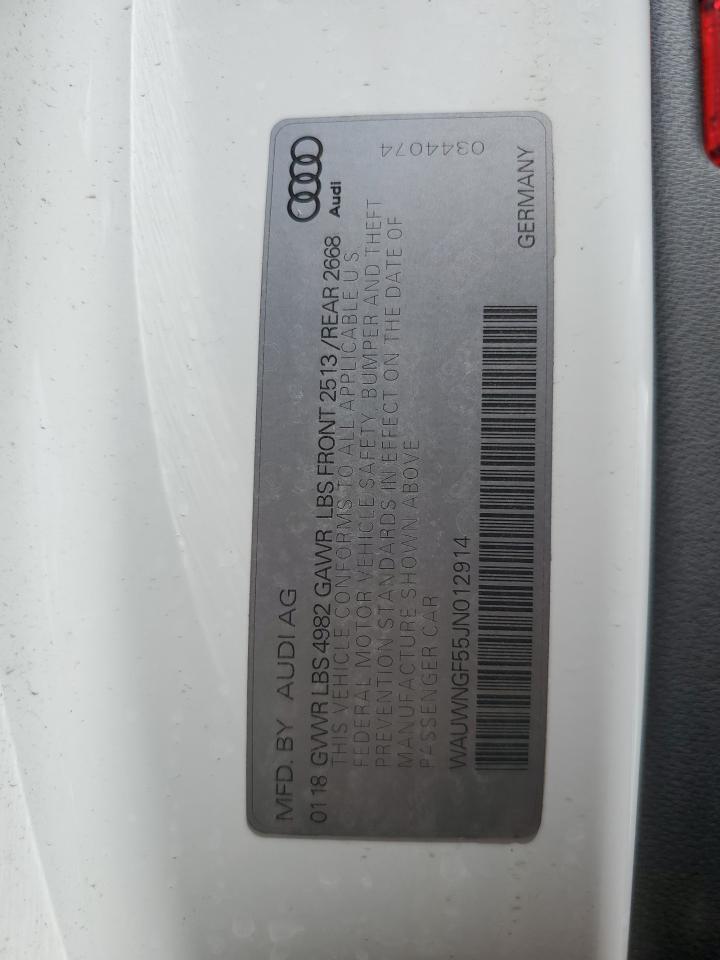 MFD. BY AUDI AG
0118 GVWR LBS 4982 GAWR LBS FRONT 2513 /REAR 2668
Audi
THIS VEHICLE CONFORMS TO ALL APPLICABLE U.S.
FEDERAL MOTOR VEHICLE SAFETY, BUMPER AND THEFT
PREVENTION STANDARDS IN EFFECT ON THE DATE OF
MANUFACTURE SHOWN ABOVE
PASSENGER CAR
0344074
WAUWNGF55JN012914
GERMANY